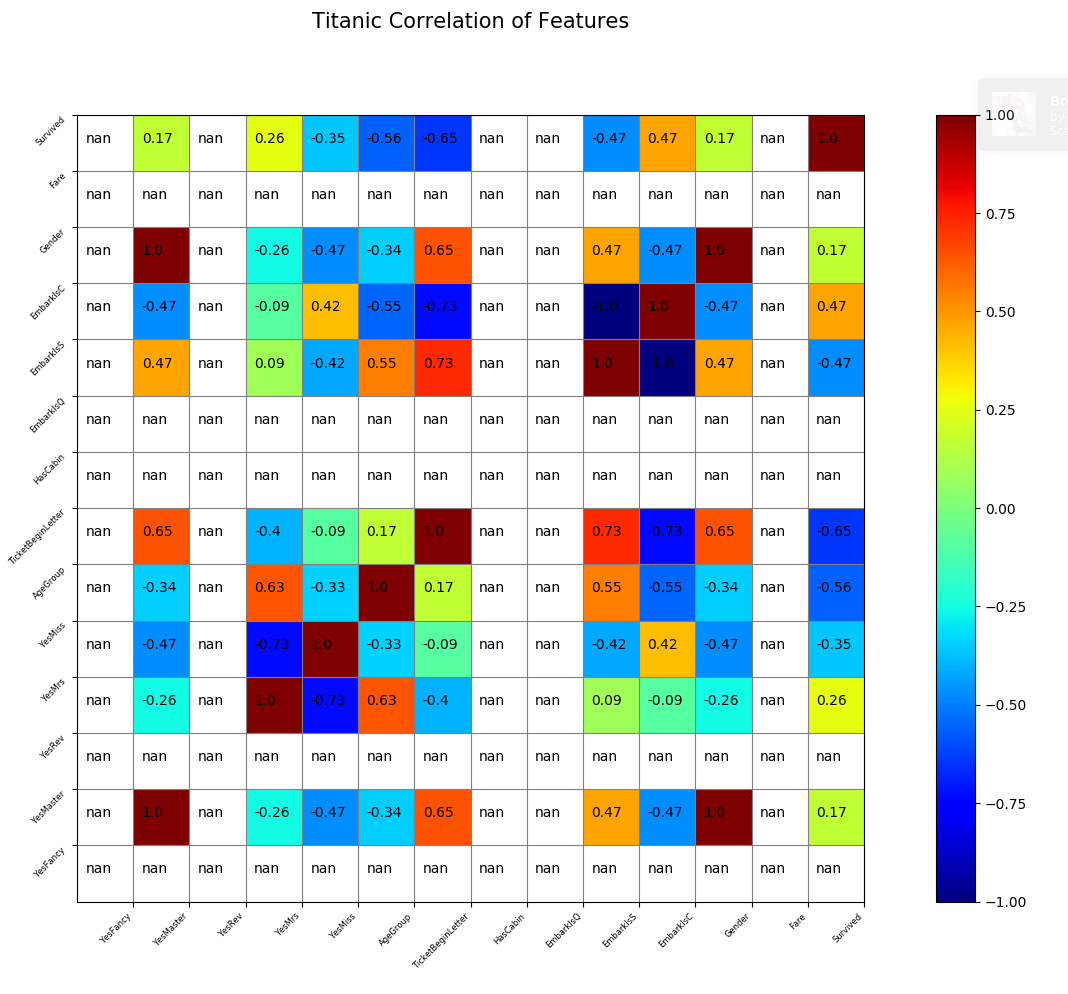 Titanic Correlation of Features
Br
by
Sca
Survived nan 0.17 nan 0.26 -0.35 -0.56 -0.65 nan nan -0.47 0.47 0.17 nan 1.0
Fare nan nan nan nan nan nan nan nan nan nan nan nan nan nan
Gender nan 1.0 nan -0.26 -0.47 -0.34 0.65 nan nan 0.47 -0.47 1.0 nan 0.17
EmbarkIsC nan -0.47 nan -0.09 0.42 -0.55 -0.73 nan nan -1.0 1.0 -0.47 nan 0.47
EmbarkIsS nan 0.47 nan 0.09 -0.42 0.55 0.73 nan nan 1.0 -1.0 0.47 nan -0.47
EmbarkIsQ nan nan nan nan nan nan nan nan nan nan nan nan nan nan
HasCabin nan nan nan nan nan nan nan nan nan nan nan nan nan nan
TicketBeginLetter nan 0.65 nan -0.4 -0.09 0.17 1.0 nan nan 0.73 -0.73 0.65 nan -0.65
AgeGroup nan -0.34 nan 0.63 -0.33 1.0 0.17 nan nan 0.55 -0.55 -0.34 nan -0.56
YesMiss nan -0.47 nan -0.73 1.0 -0.33 -0.09 nan nan -0.42 0.42 -0.47 nan -0.35
YesMrs nan -0.26 nan 1.0 -0.73 0.63 -0.4 nan nan 0.09 -0.09 -0.26 nan 0.26
YesRev nan nan nan nan nan nan nan nan nan nan nan nan nan nan
YesMaster nan 1.0 nan -0.26 -0.47 -0.34 0.65 nan nan 0.47 -0.47 1.0 nan 0.17
YesFancy nan nan nan nan nan nan nan nan nan nan nan nan nan nan
YesFancy YesMaster YesRev YesMrs YesMiss AgeGroup TicketBeginLetter HasCabin EmbarkIsQ EmbarkIsS EmbarkIsC Gender Fare Survived
1.00
0.75
0.50
0.25
0.00
−0.25
−0.50
−0.75
−1.00